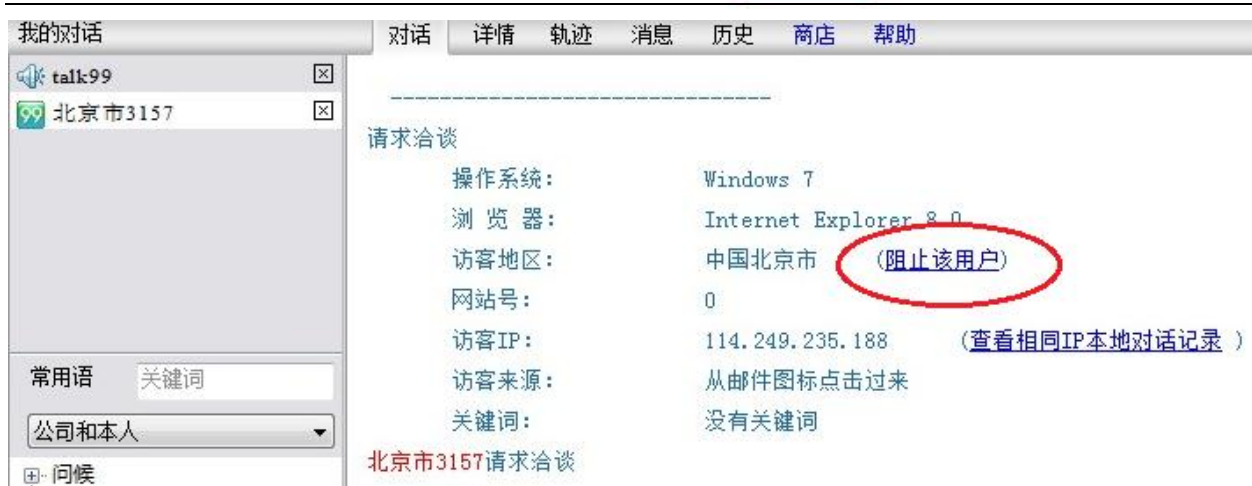 我的对话
对话 详情 轨迹 消息 历史 商店 帮助
talk99
99 北京市3157
--------------------------------
请求洽谈
操作系统: Windows 7
浏 览 器: Internet Explorer 8.0
访客地区: 中国北京市 (阻止该用户)
网站号: 0
访客IP: 114.249.235.188 (查看相同IP本地对话记录 )
访客来源: 从邮件图标点击过来
关键词: 没有关键词
北京市3157请求洽谈
常用语 关键词
公司和本人
问候